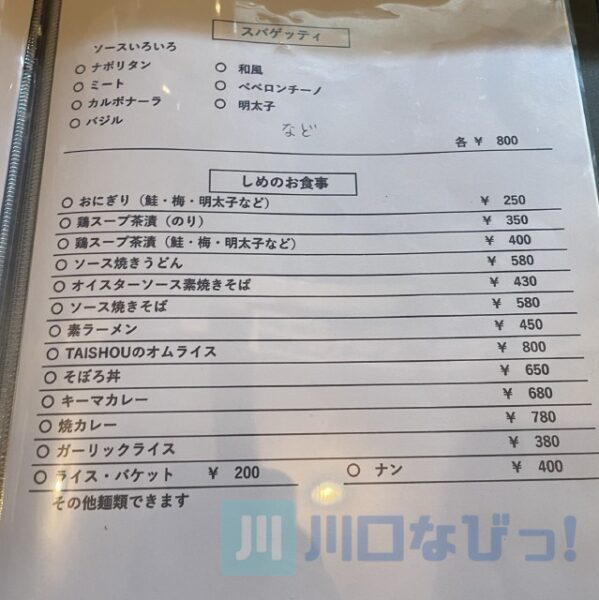 スパゲッティ
ソースいろいろ
○ ナポリタン ○ 和風
○ ミート ○ ペペロンチーノ
○ カルボナーラ ○ 明太子
○ バジル など
各 ¥ 800
しめのお食事
○ おにぎり（鮭・梅・明太子など） ¥ 250
○ 鶏スープ茶漬（のり） ¥ 350
○ 鶏スープ茶漬（鮭・梅・明太子など） ¥ 400
○ ソース焼きうどん ¥ 580
○ オイスターソース素焼きそば ¥ 430
○ ソース焼きそば ¥ 580
○ 素ラーメン ¥ 450
○ TAISHOUのオムライス ¥ 800
○ そぼろ丼 ¥ 650
○ キーマカレー ¥ 680
○ 焼カレー ¥ 780
○ ガーリックライス ¥ 380
○ ライス・バケット ¥ 200 ○ ナン ¥ 400
その他麺類できます
川 川口なびっ!